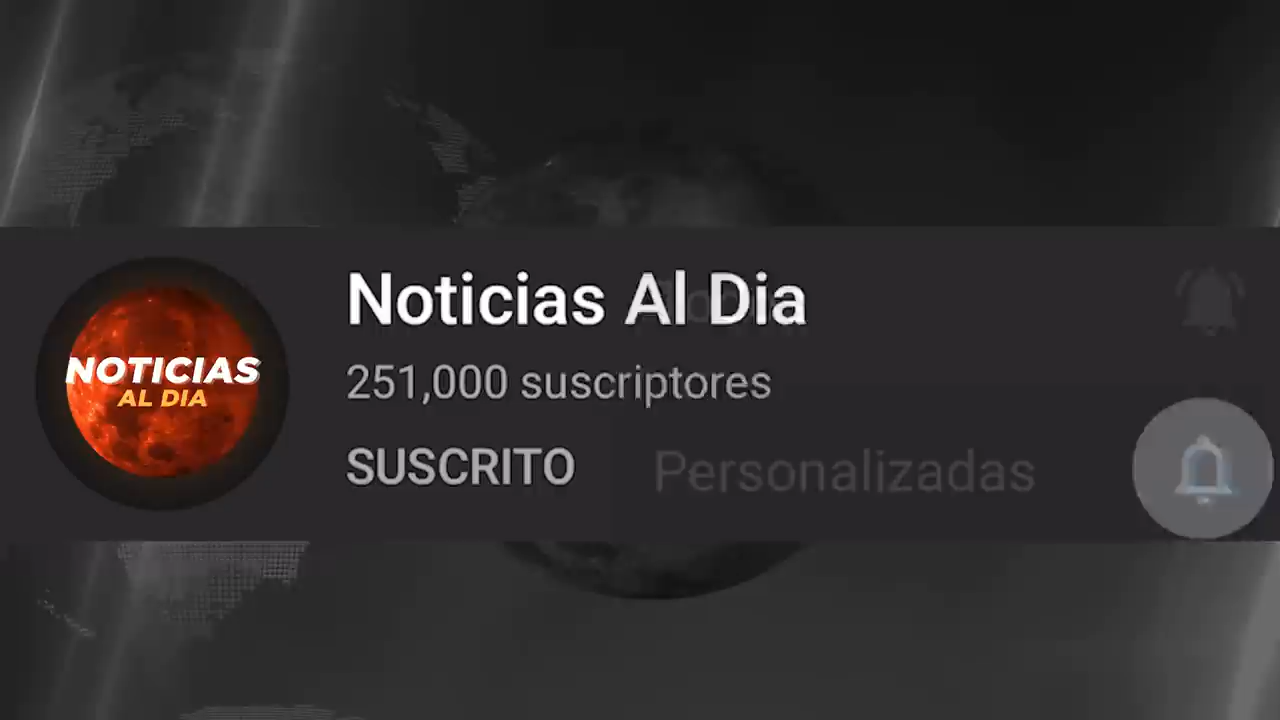 NOTICIAS
AL DIA
Noticias Al Dia
251,000 suscriptores
SUSCRITO
Personalizadas